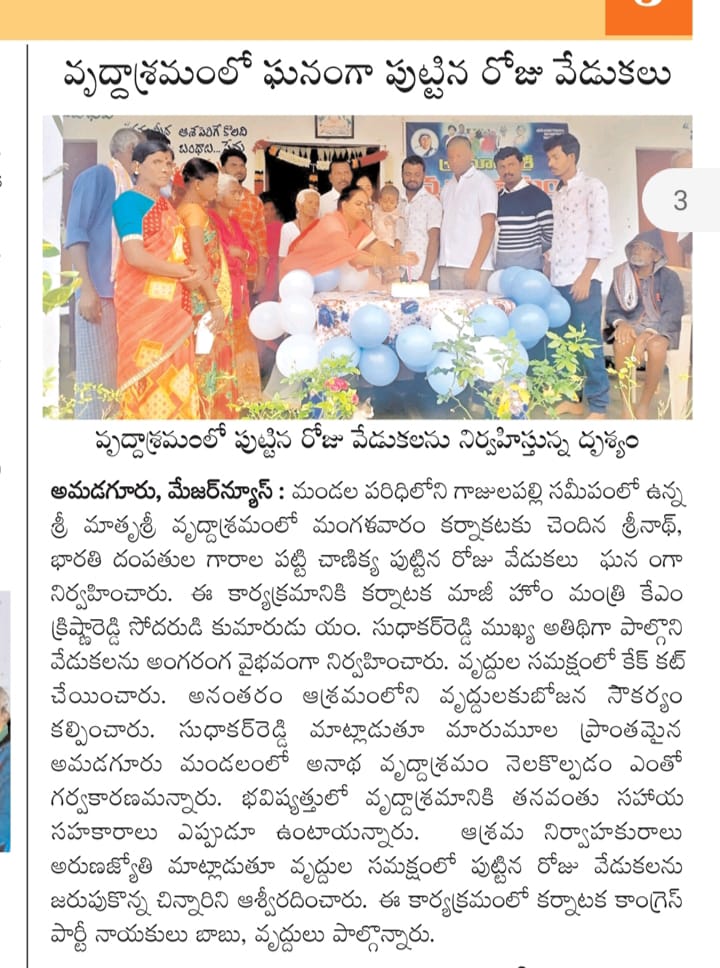 వృద్దాశ్రమంలో ఘనంగా పుట్టిన రోజు వేడుకలు
ఆశ పెరిగే కొలది
బంధాల...
3
వృద్దాశ్రమంలో పుట్టిన రోజు వేడుకలను నిర్వహిస్తున్న దృశ్యం
అమడగూరు, మేజర్‌న్యూస్ : మండల పరిధిలోని గాజులపల్లి సమీపంలో ఉన్న
శ్రీ మాతృశ్రీ వృద్దాశ్రమంలో మంగళవారం కర్నాకటకు చెందిన శ్రీనాథ్,
భారతి దంపతుల గారాల పట్టి చాణిక్య పుట్టిన రోజు వేడుకలు ఘన ంగా
నిర్వహించారు. ఈ కార్యక్రమానికి కర్నాటక మాజీ హోం మంత్రి కేఎం
క్రిష్ణారెడ్డి సోదరుడి కుమారుడు యం. సుధాకర్‌రెడ్డి ముఖ్య అతిథిగా పాల్గొని
వేడుకలను అంగరంగ వైభవంగా నిర్వహించారు. వృద్దుల సమక్షంలో కేక్ కట్
చేయించారు. అనంతరం ఆశ్రమంలోని వృద్దులకుబోజన సౌకర్యం
కల్పించారు. సుధాకర్‌రెడ్డి మాట్లాడుతూ మారుమూల ప్రాంతమైన
అమడగూరు మండలంలో అనాథ వృద్దాశ్రమం నెలకొల్పడం ఎంతో
గర్వకారణమన్నారు. భవిష్యత్తులో వృద్దాశ్రమానికి తనవంతు సహాయ
సహకారాలు ఎప్పుడూ ఉంటాయన్నారు. ఆశ్రమ నిర్వాహకురాలు
అరుణజ్యోతి మాట్లాడుతూ వృద్దుల సమక్షంలో పుట్టిన రోజు వేడుకలను
జరుపుకొన్న చిన్నారిని ఆశ్వీరదించారు. ఈ కార్యక్రమంలో కర్నాటక కాంగ్రెస్
పార్టీ నాయకులు బాబు, వృద్దులు పాల్గొన్నారు.